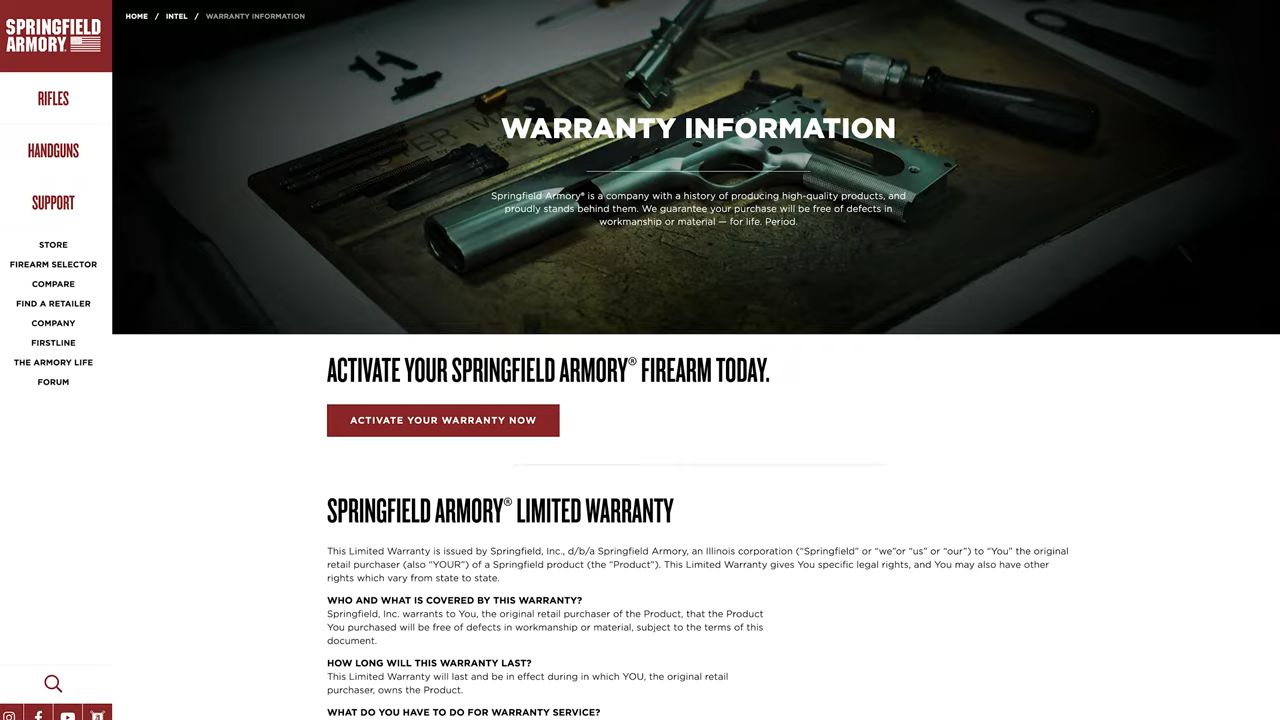 SPRINGFIELD
ARMORY
RIFLES
HANDGUNS
SUPPORT
STORE
FIREARM SELECTOR
COMPARE
FIND A RETAILER
COMPANY
FIRSTLINE
THE ARMORY LIFE
FORUM
HOME / INTEL / WARRANTY INFORMATION
WARRANTY INFORMATION
Springfield Armory® is a company with a history of producing high-quality products, and
proudly stands behind them. We guarantee your purchase will be free of defects in
workmanship or material — for life. Period.
ACTIVATE YOUR SPRINGFIELD ARMORY® FIREARM TODAY.
ACTIVATE YOUR WARRANTY NOW
SPRINGFIELD ARMORY® LIMITED WARRANTY
This Limited Warranty is issued by Springfield, Inc., d/b/a Springfield Armory, an Illinois corporation (“Springfield” or “we”or “us” or “our”) to “You” the original
retail purchaser (also “YOUR”) of a Springfield product (the “Product”). This Limited Warranty gives You specific legal rights, and You may also have other
rights which vary from state to state.
WHO AND WHAT IS COVERED BY THIS WARRANTY?
Springfield, Inc. warrants to You, the original retail purchaser of the Product, that the Product
You purchased will be free of defects in workmanship or material, subject to the terms of this
document.
HOW LONG WILL THIS WARRANTY LAST?
This Limited Warranty will last and be in effect during in which YOU, the original retail
purchaser, owns the Product.
WHAT DO YOU HAVE TO DO FOR WARRANTY SERVICE?